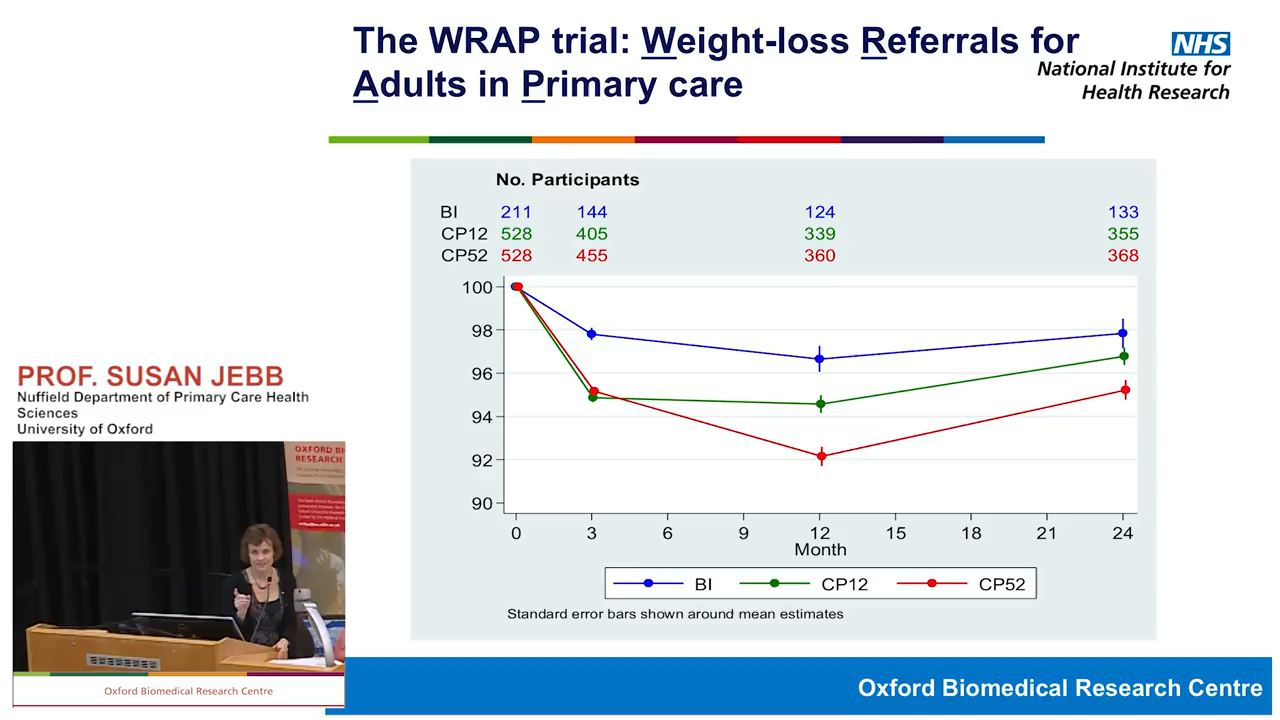 The WRAP trial: Weight-loss Referrals for
Adults in Primary care
NHS
National Institute for
Health Research
No. Participants
BI 211 144 124 133
CP12 528 405 339 355
CP52 528 455 360 368
100
98
96
94
92
90
0 3 6 9 12 15 18 21 24
Month
BI CP12 CP52
Standard error bars shown around mean estimates
PROF. SUSAN JEBB
Nuffield Department of Primary Care Health
Sciences
University of Oxford
OXFORD BI
RESEARCH
Oxford Biomedical Research Centre
Oxford Biomedical Research Centre